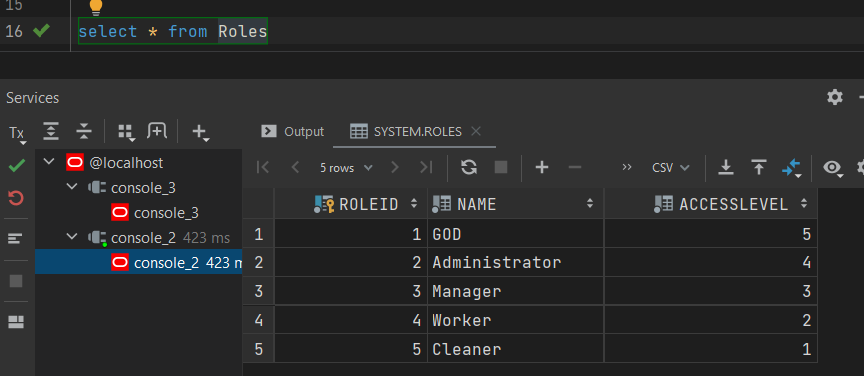 15
16 select * from Roles
Services
Tx
Output SYSTEM.ROLES
@localhost
5 rows CSV
console_3
console_3
console_2 423 ms
console_2 423 m
ROLEID NAME ACCESSLEVEL
1 1 GOD 5
2 2 Administrator 4
3 3 Manager 3
4 4 Worker 2
5 5 Cleaner 1